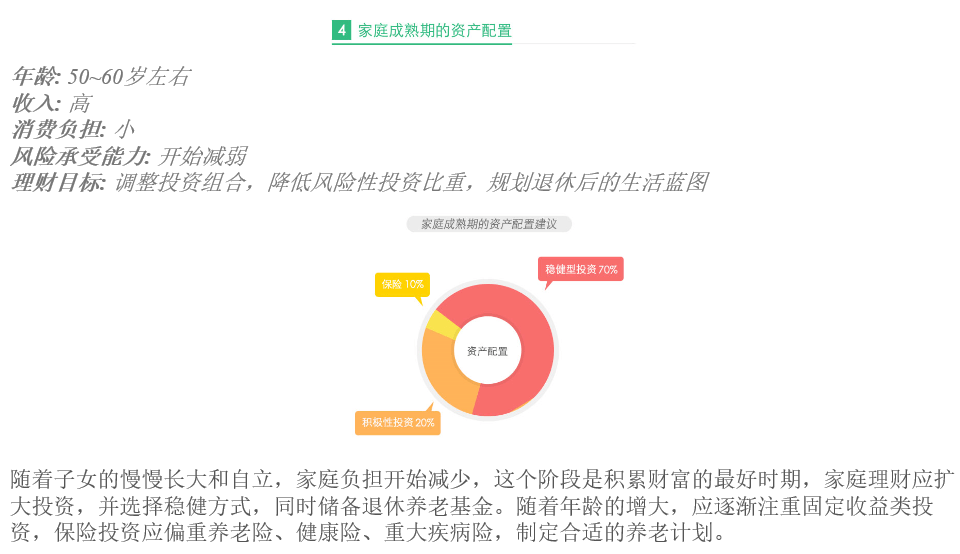 4 家庭成熟期的资产配置
年龄: 50~60岁左右
收入: 高
消费负担: 小
风险承受能力: 开始减弱
理财目标: 调整投资组合，降低风险性投资比重，规划退休后的生活蓝图
家庭成熟期的资产配置建议
稳健型投资 70%
保险 10%
资产配置
积极性投资 20%
随着子女的慢慢长大和自立，家庭负担开始减少，这个阶段是积累财富的最好时期，家庭理财应扩
大投资，并选择稳健方式，同时储备退休养老基金。随着年龄的增大，应逐渐注重固定收益类投
资，保险投资应偏重养老险、健康险、重大疾病险，制定合适的养老计划。